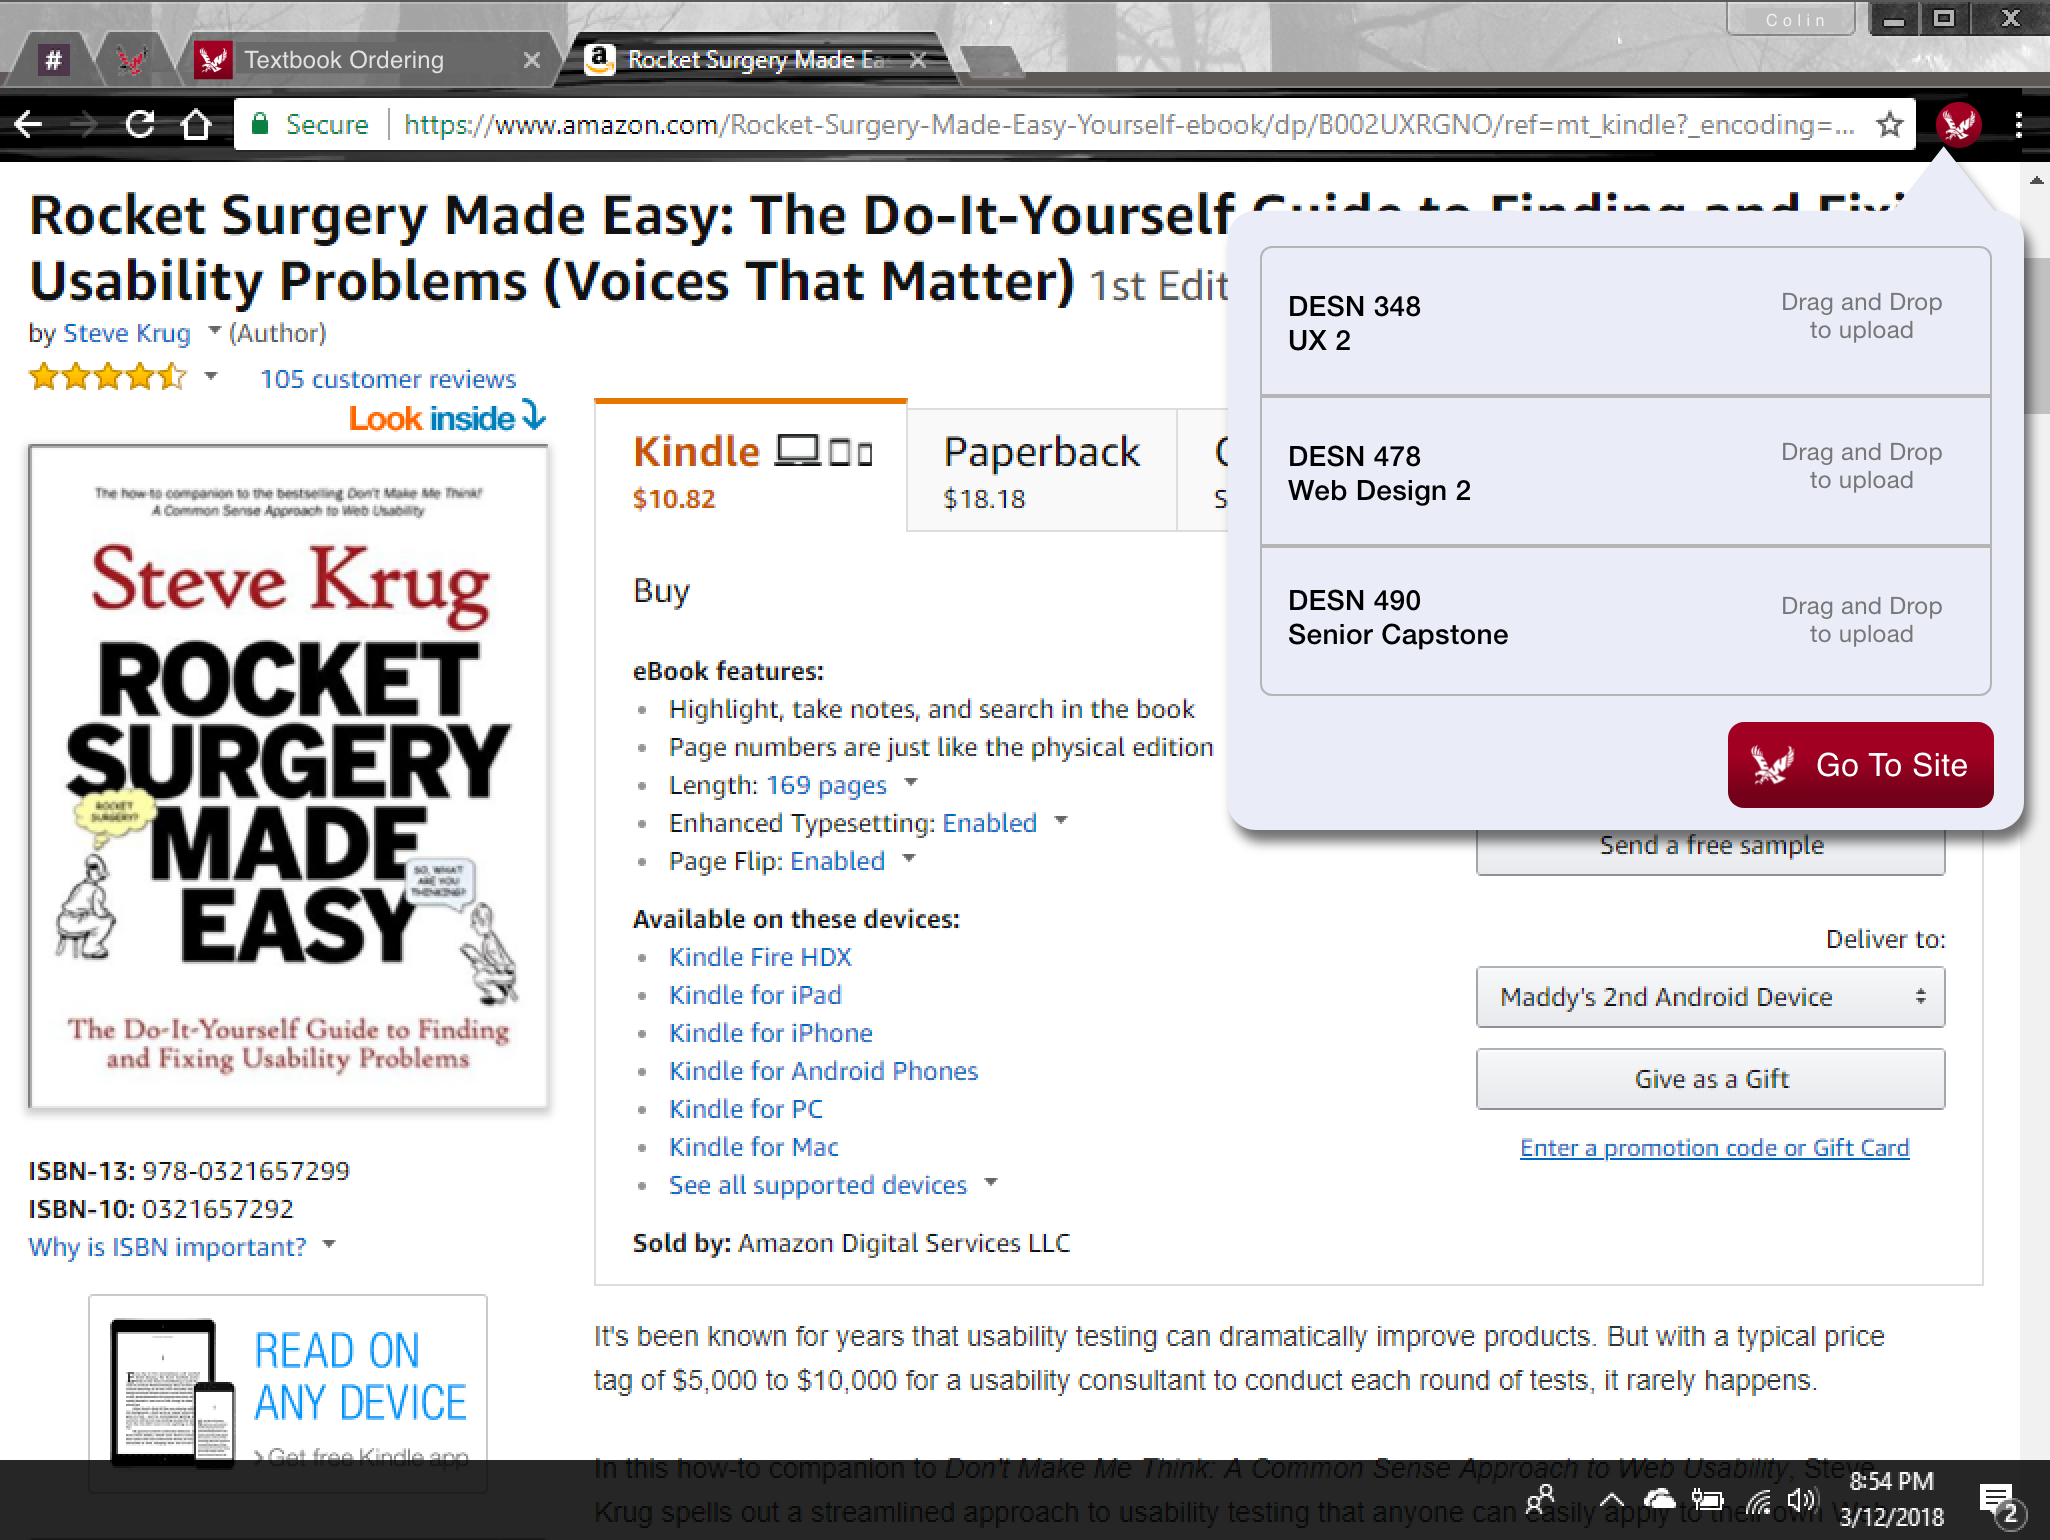 Colin
#
Textbook Ordering
Rocket Surgery Made Ea
Secure
https://www.amazon.com/Rocket-Surgery-Made-Easy-Yourself-ebook/dp/B002UXRGNO/ref=mt_kindle?_encoding=...
Rocket Surgery Made Easy: The Do-It-Yourself Guide to Finding and Fixi
Usability Problems (Voices That Matter) 1st Edit
by Steve Krug (Author)
105 customer reviews
Look inside
The how-to companion to the bestselling Don't Make Me Think!
A Common Sense Approach to Web Usability
Steve Krug
ROCKET
SURGERY
MADE
EASY
ROCKET
SURGERY?
SO, WHAT
ARE YOU
THINKING?
The Do-It-Yourself Guide to Finding
and Fixing Usability Problems
ISBN-13: 978-0321657299
ISBN-10: 0321657292
Why is ISBN important?
READ ON
ANY DEVICE
Get free Kindle app
Kindle
$10.82
Paperback
$18.18
Buy
eBook features:
Highlight, take notes, and search in the book
Page numbers are just like the physical edition
Length: 169 pages
Enhanced Typesetting: Enabled
Page Flip: Enabled
Available on these devices:
Kindle Fire HDX
Kindle for iPad
Kindle for iPhone
Kindle for Android Phones
Kindle for PC
Kindle for Mac
See all supported devices
Sold by: Amazon Digital Services LLC
DESN 348
UX 2
Drag and Drop
to upload
DESN 478
Web Design 2
Drag and Drop
to upload
DESN 490
Senior Capstone
Drag and Drop
to upload
Go To Site
Send a free sample
Deliver to:
Maddy's 2nd Android Device
Give as a Gift
Enter a promotion code or Gift Card
It's been known for years that usability testing can dramatically improve products. But with a typical price
tag of $5,000 to $10,000 for a usability consultant to conduct each round of tests, it rarely happens.
In this how-to companion to Don't Make Me Think: A Common Sense Approach to Web Usability, Steve
Krug spells out a streamlined approach to usability testing that anyone can easily apply to their own Web
8:54 PM
3/12/2018
2